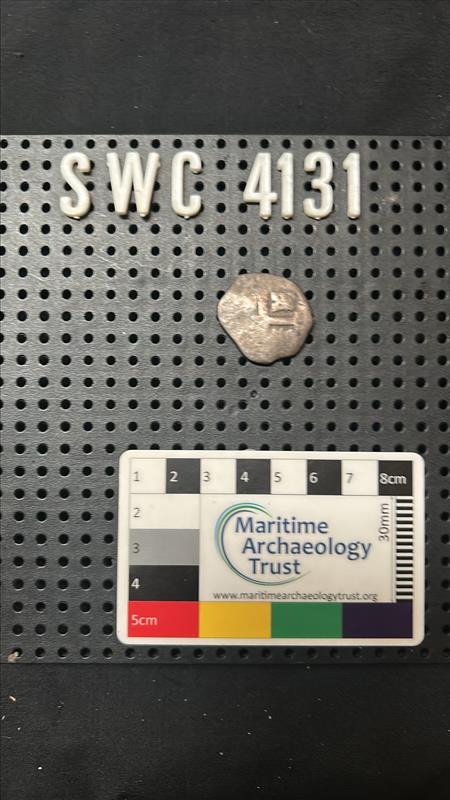 SWC 4131
1 2 3 4 5 6 7 8cm
2
3
4
5cm
30mm
Maritime
Archaeology
Trust
www.maritimearchaeologytrust.org